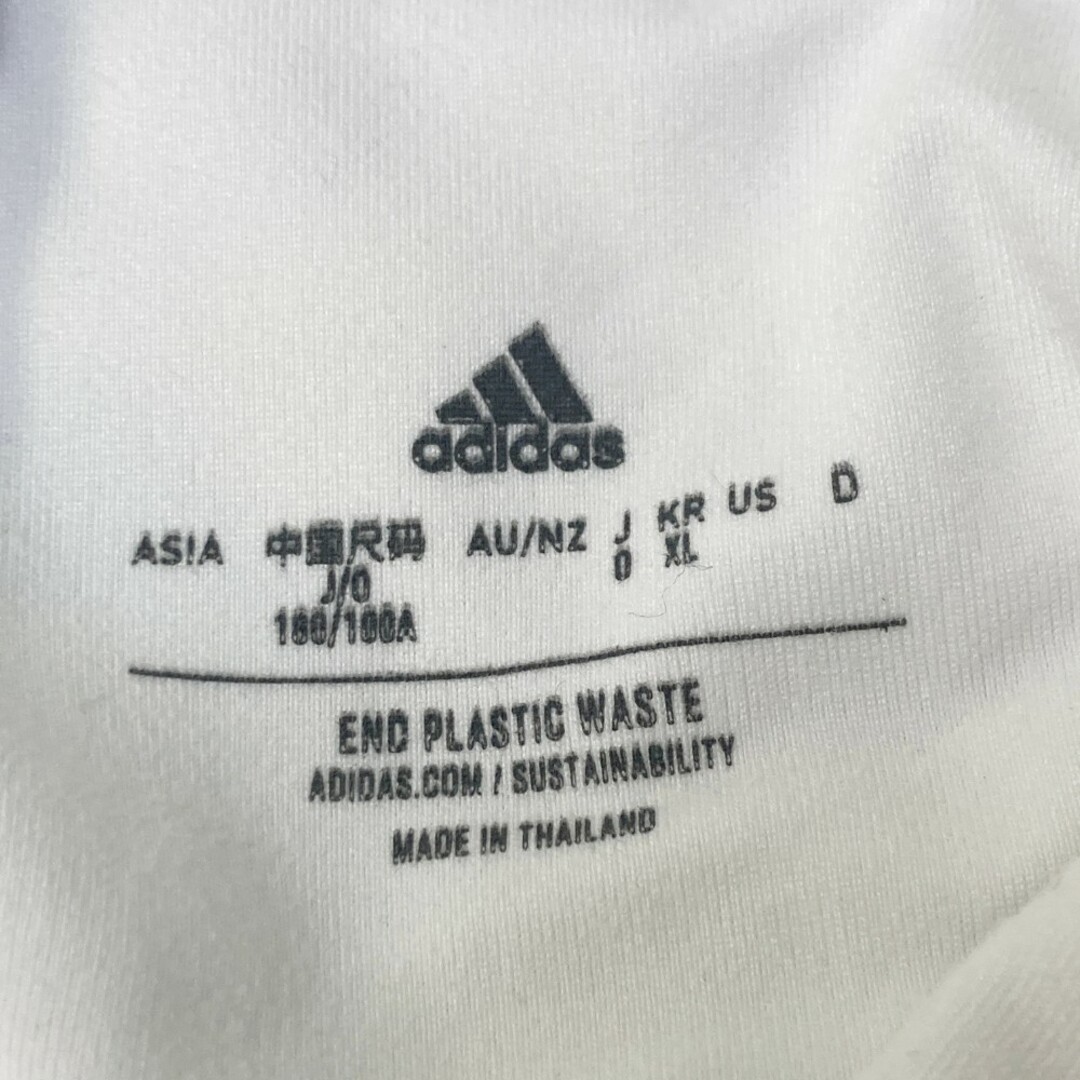 adidas
ASIA 中国尺码 AU/NZ J KR US D
J/O O XL
180/100A
END PLASTIC WASTE
ADIDAS.COM / SUSTAINABILITY
MADE IN THAILAND